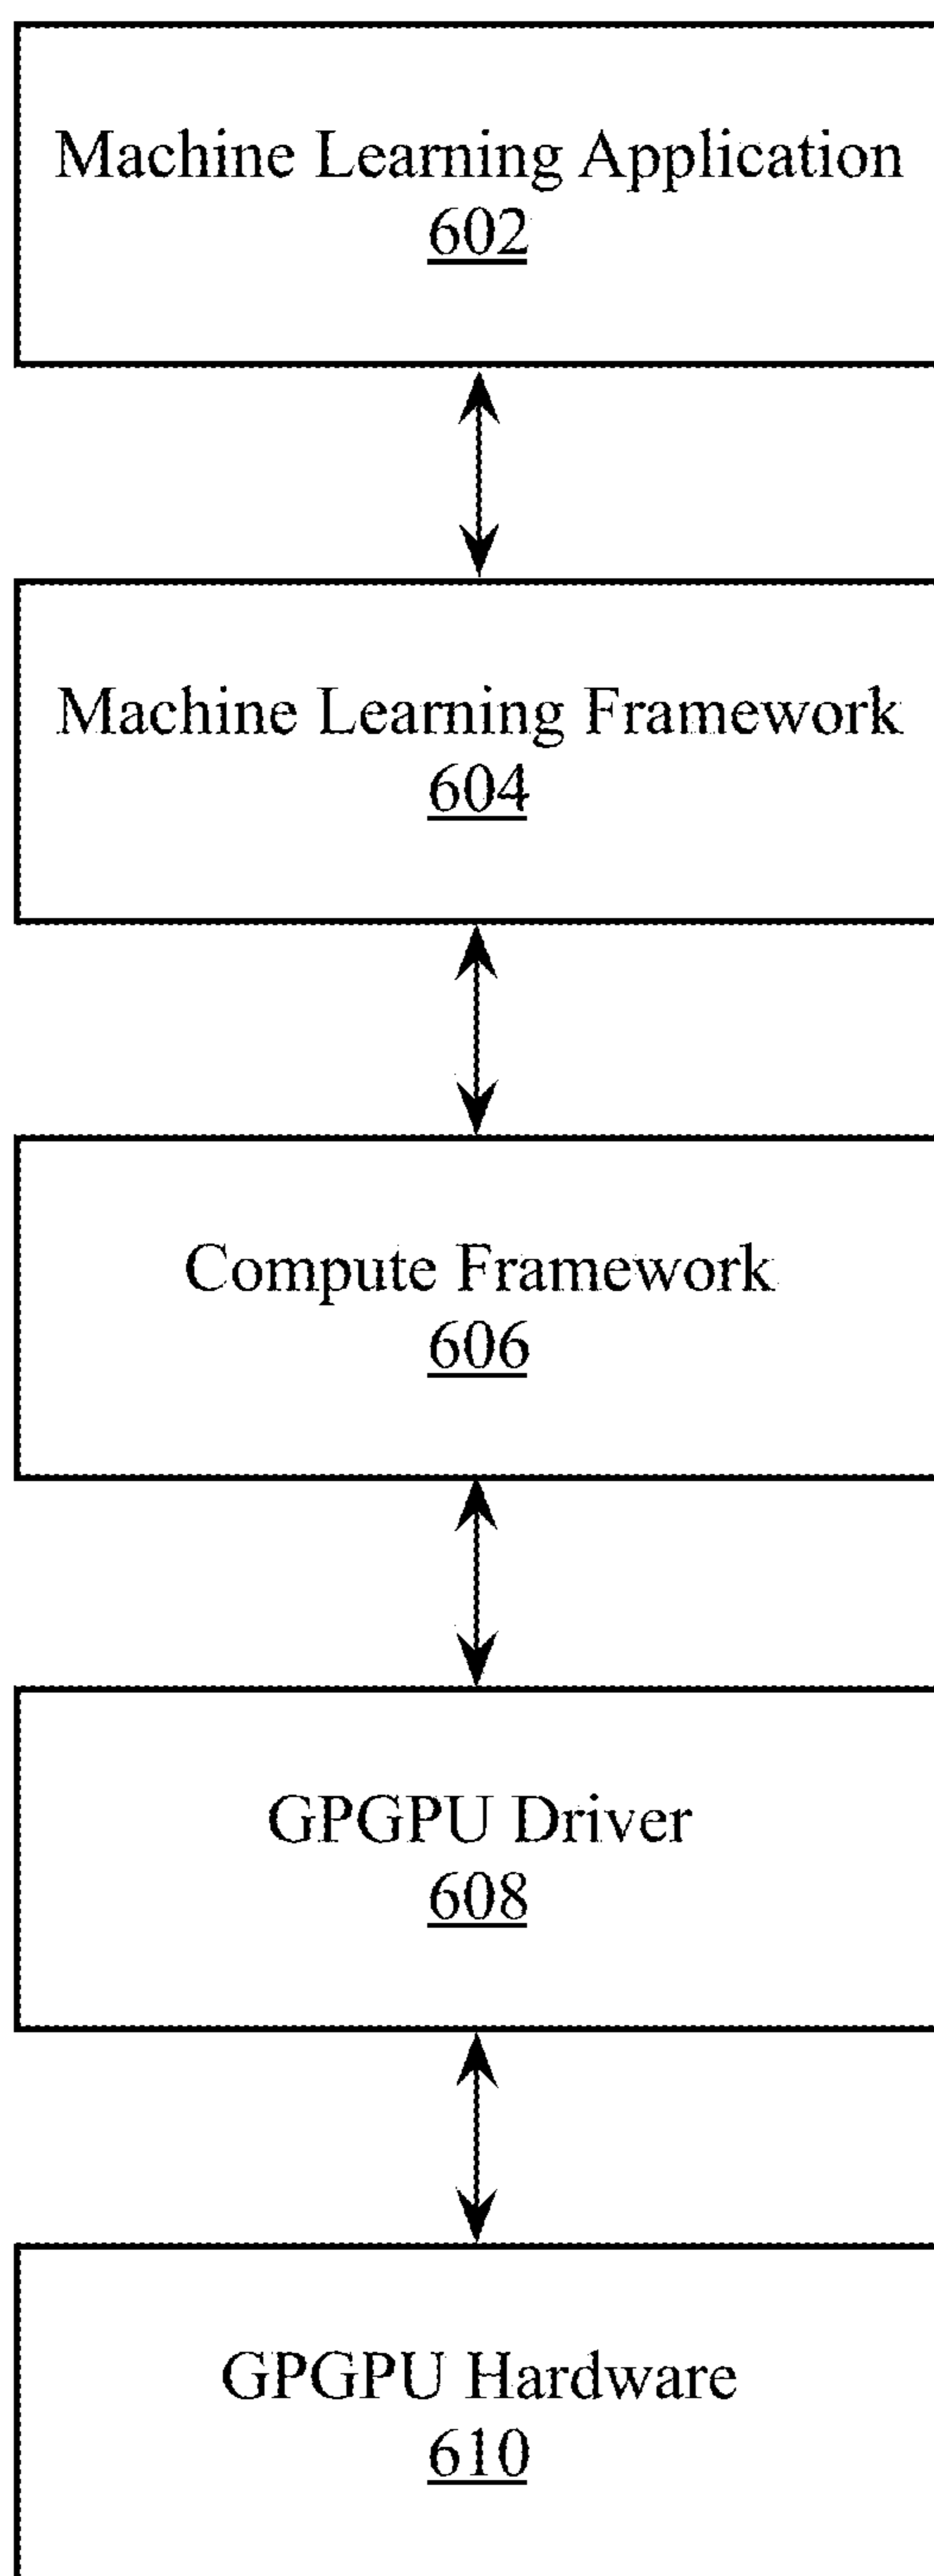 Machine Learning Application
602
Machine Learning Framework
604
Compute Framework
606
GPGPU Driver
608
GPGPU Hardware
610